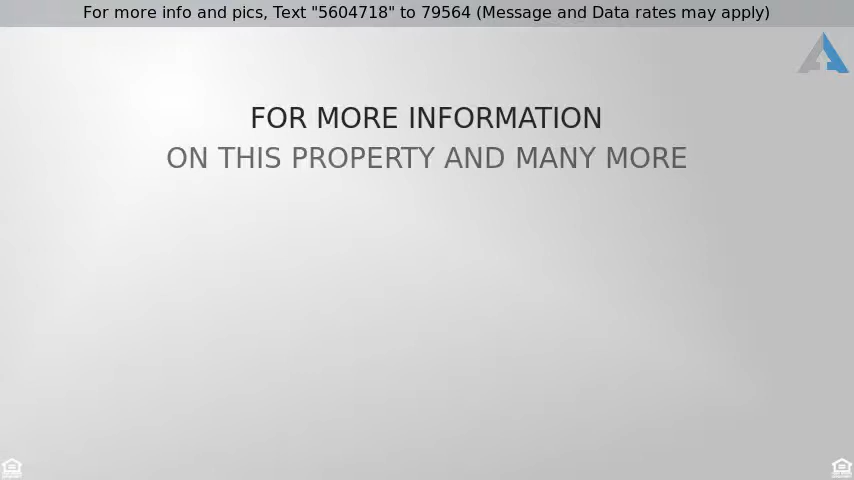 For more info and pics, Text "5604718" to 79564 (Message and Data rates may apply)
FOR MORE INFORMATION
ON THIS PROPERTY AND MANY MORE